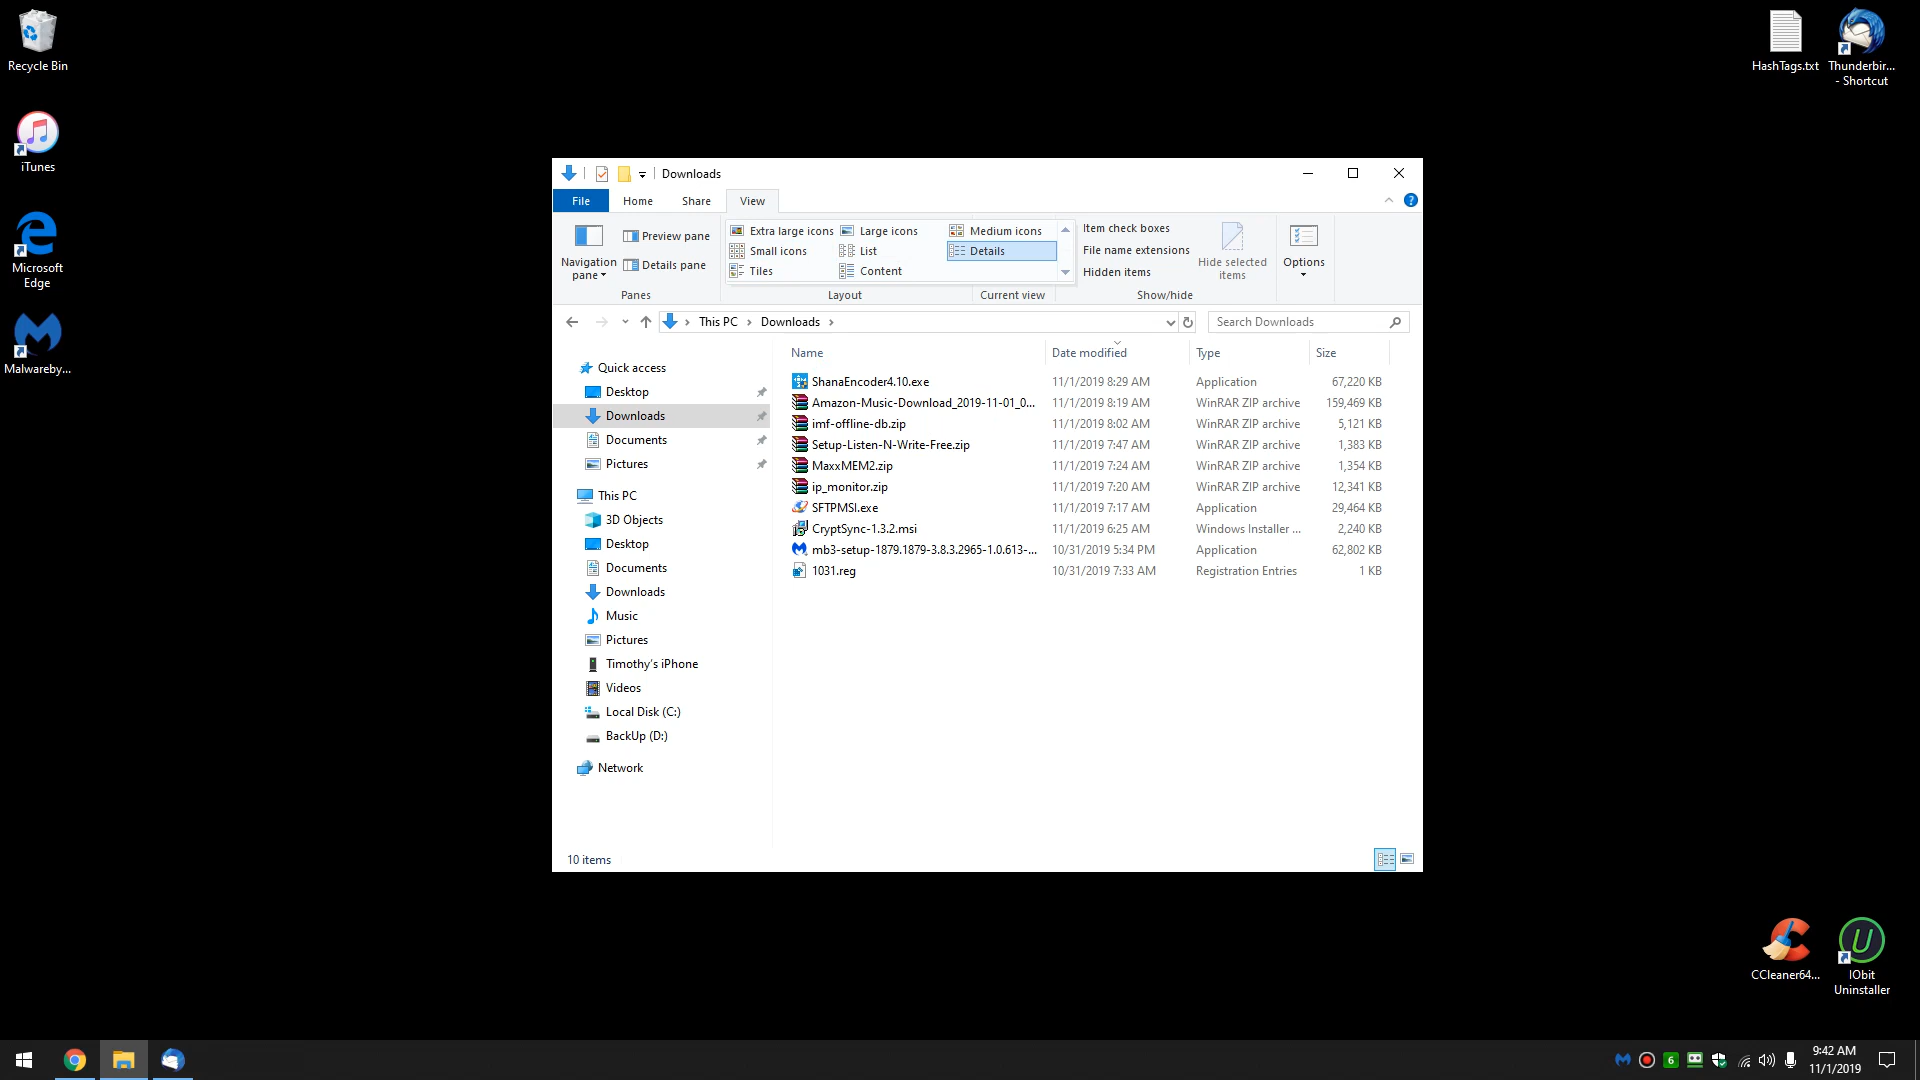 Recycle Bin
iTunes
Microsoft
Edge
Malwareby...
HashTags.txt
Thunderbir...
- Shortcut
Downloads
File Home Share View
Navigation
pane
Preview pane
Details pane
Panes
Extra large icons Large icons Medium icons
Small icons List Details
Tiles Content
Layout
Current view
Item check boxes
File name extensions
Hidden items
Hide selected
items
Show/hide
Options
This PC Downloads
Search Downloads
Quick access
Desktop
Downloads
Documents
Pictures
This PC
3D Objects
Desktop
Documents
Downloads
Music
Pictures
Timothy's iPhone
Videos
Local Disk (C:)
BackUp (D:)
Network
Name Date modified Type Size
ShanaEncoder4.10.exe 11/1/2019 8:29 AM Application 67,220 KB
Amazon-Music-Download_2019-11-01_0... 11/1/2019 8:19 AM WinRAR ZIP archive 159,469 KB
imf-offline-db.zip 11/1/2019 8:02 AM WinRAR ZIP archive 5,121 KB
Setup-Listen-N-Write-Free.zip 11/1/2019 7:47 AM WinRAR ZIP archive 1,383 KB
MaxxMEM2.zip 11/1/2019 7:24 AM WinRAR ZIP archive 1,354 KB
ip_monitor.zip 11/1/2019 7:20 AM WinRAR ZIP archive 12,341 KB
SFTPMSI.exe 11/1/2019 7:17 AM Application 29,464 KB
CryptSync-1.3.2.msi 11/1/2019 6:25 AM Windows Installer ... 2,240 KB
mb3-setup-1879.1879-3.8.3.2965-1.0.613-... 10/31/2019 5:34 PM Application 62,802 KB
1031.reg 10/31/2019 7:33 AM Registration Entries 1 KB
10 items
CCleaner64...
IObit
Uninstaller
6
9:42 AM
11/1/2019